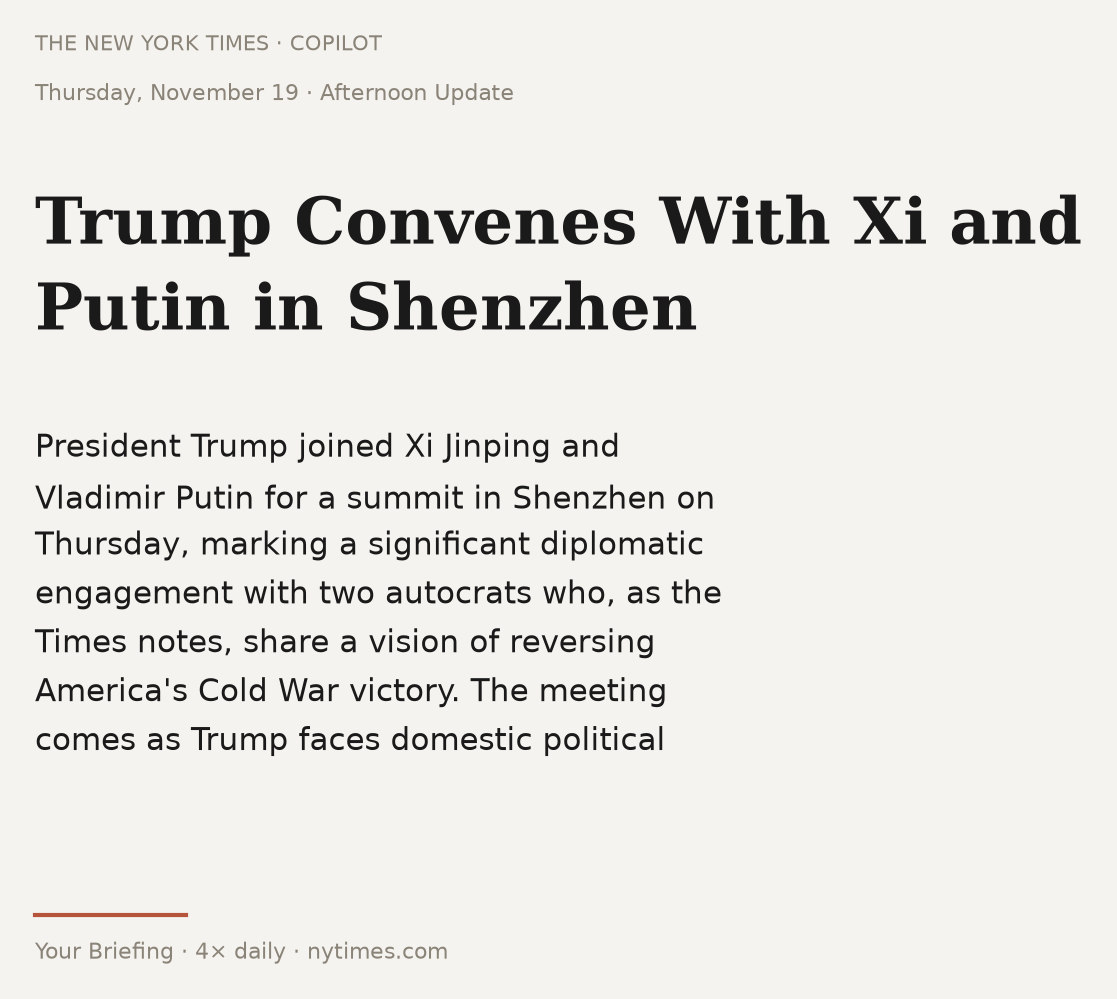 THE NEW YORK TIMES · COPILOT
Thursday, November 19 · Afternoon Update
Trump Convenes With Xi and
Putin in Shenzhen
President Trump joined Xi Jinping and
Vladimir Putin for a summit in Shenzhen on
Thursday, marking a significant diplomatic
engagement with two autocrats who, as the
Times notes, share a vision of reversing
America's Cold War victory. The meeting
comes as Trump faces domestic political
Your Briefing · 4× daily · nytimes.com